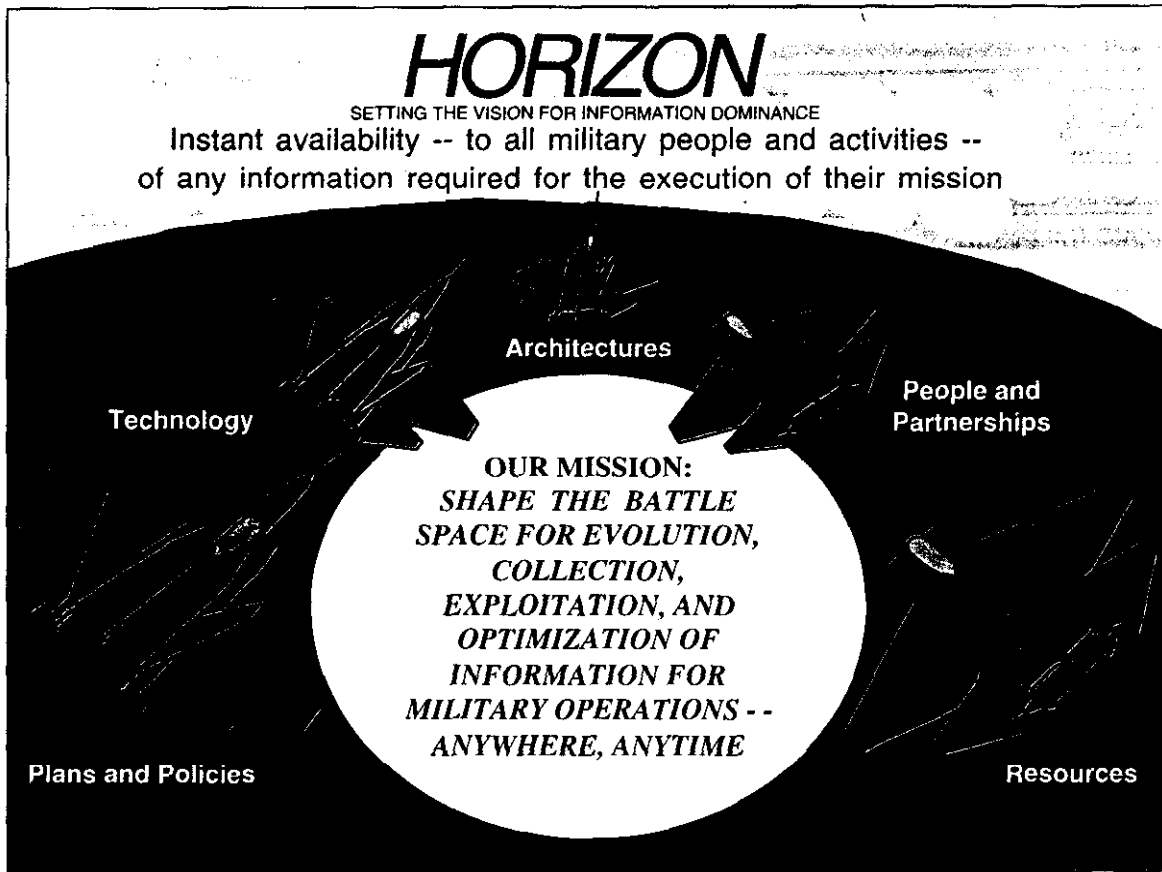 HORIZON
SETTING THE VISION FOR INFORMATION DOMINANCE
Instant availability -- to all military people and activities --
of any information required for the execution of their mission
Architectures
Technology
People and
Partnerships
OUR MISSION:
SHAPE THE BATTLE
SPACE FOR EVOLUTION,
COLLECTION,
EXPLOITATION, AND
OPTIMIZATION OF
INFORMATION FOR
MILITARY OPERATIONS - -
ANYWHERE, ANYTIME
Plans and Policies
Resources